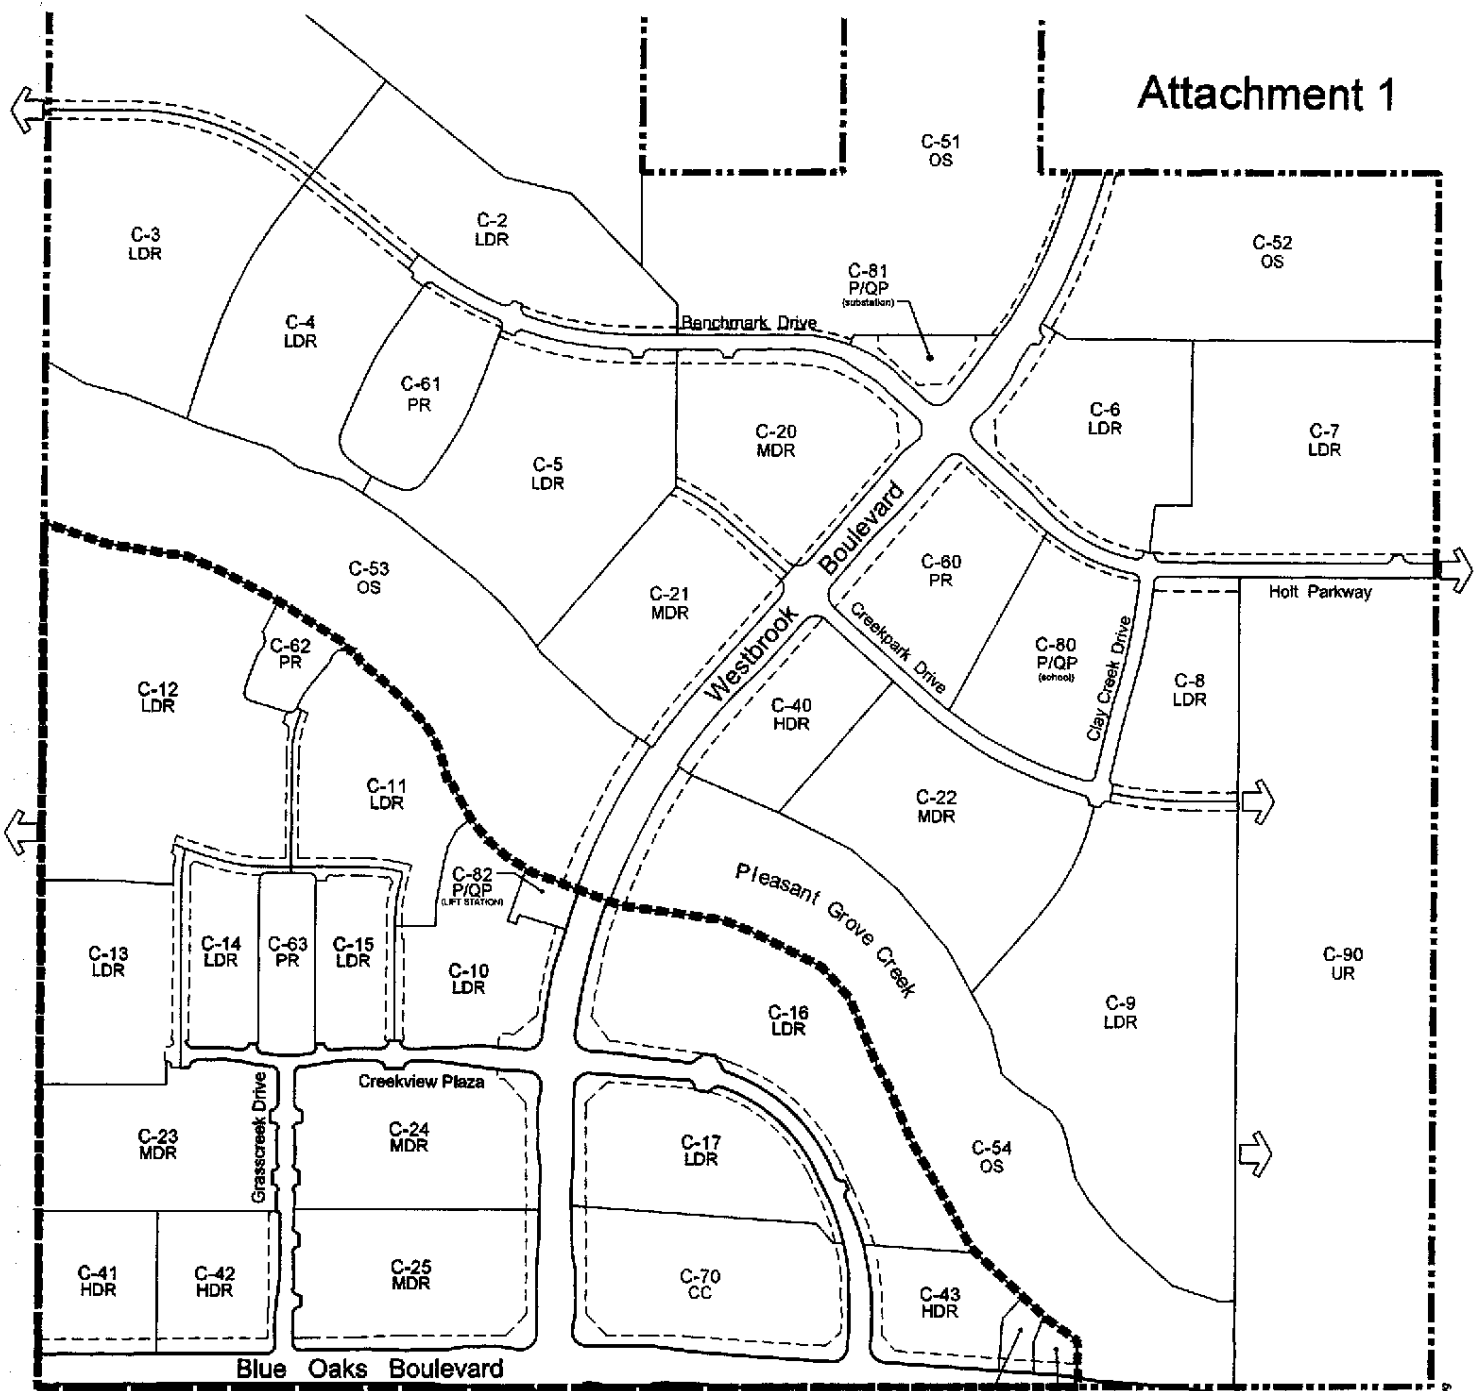 Attachment 1
C-51
OS
C-2
LDR
C-3
LDR
C-52
OS
C-81
P/QP
(substation)
Benchmark Drive
C-4
LDR
C-61
PR
C-6
LDR
C-7
LDR
C-20
MDR
C-5
LDR
Westbrook Boulevard
C-60
PR
C-53
OS
C-21
MDR
Holt Parkway
Creekpark Drive
C-80
P/QP
(school)
Clay Creek Drive
C-62
PR
C-12
LDR
C-8
LDR
C-40
HDR
C-11
LDR
C-22
MDR
C-82
P/QP
(LIFT STATION)
Pleasant Grove Creek
C-13
LDR
C-14
LDR
C-63
PR
C-15
LDR
C-10
LDR
C-90
UR
C-16
LDR
C-9
LDR
Creekview Plaza
Grasscreek Drive
C-23
MDR
C-24
MDR
C-17
LDR
C-54
OS
C-41
HDR
C-42
HDR
C-25
MDR
C-70
CC
C-43
HDR
Blue Oaks Boulevard